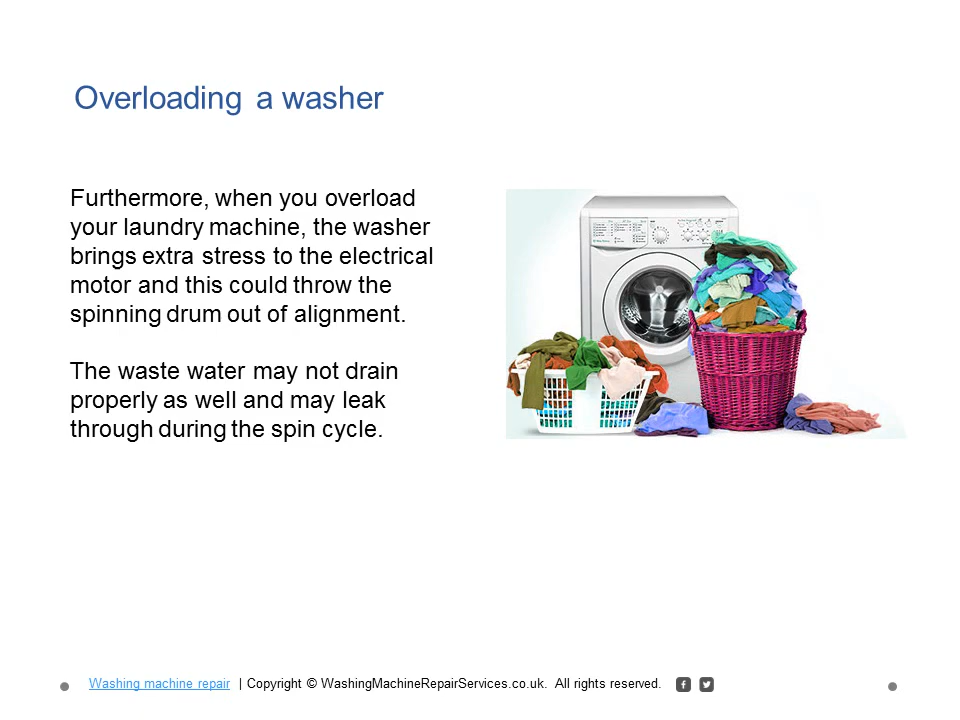 Overloading a washer
Furthermore, when you overload
your laundry machine, the washer
brings extra stress to the electrical
motor and this could throw the
spinning drum out of alignment.
The waste water may not drain
properly as well and may leak
through during the spin cycle.
Washing machine repair | Copyright © WashingMachineRepairServices.co.uk. All rights reserved.